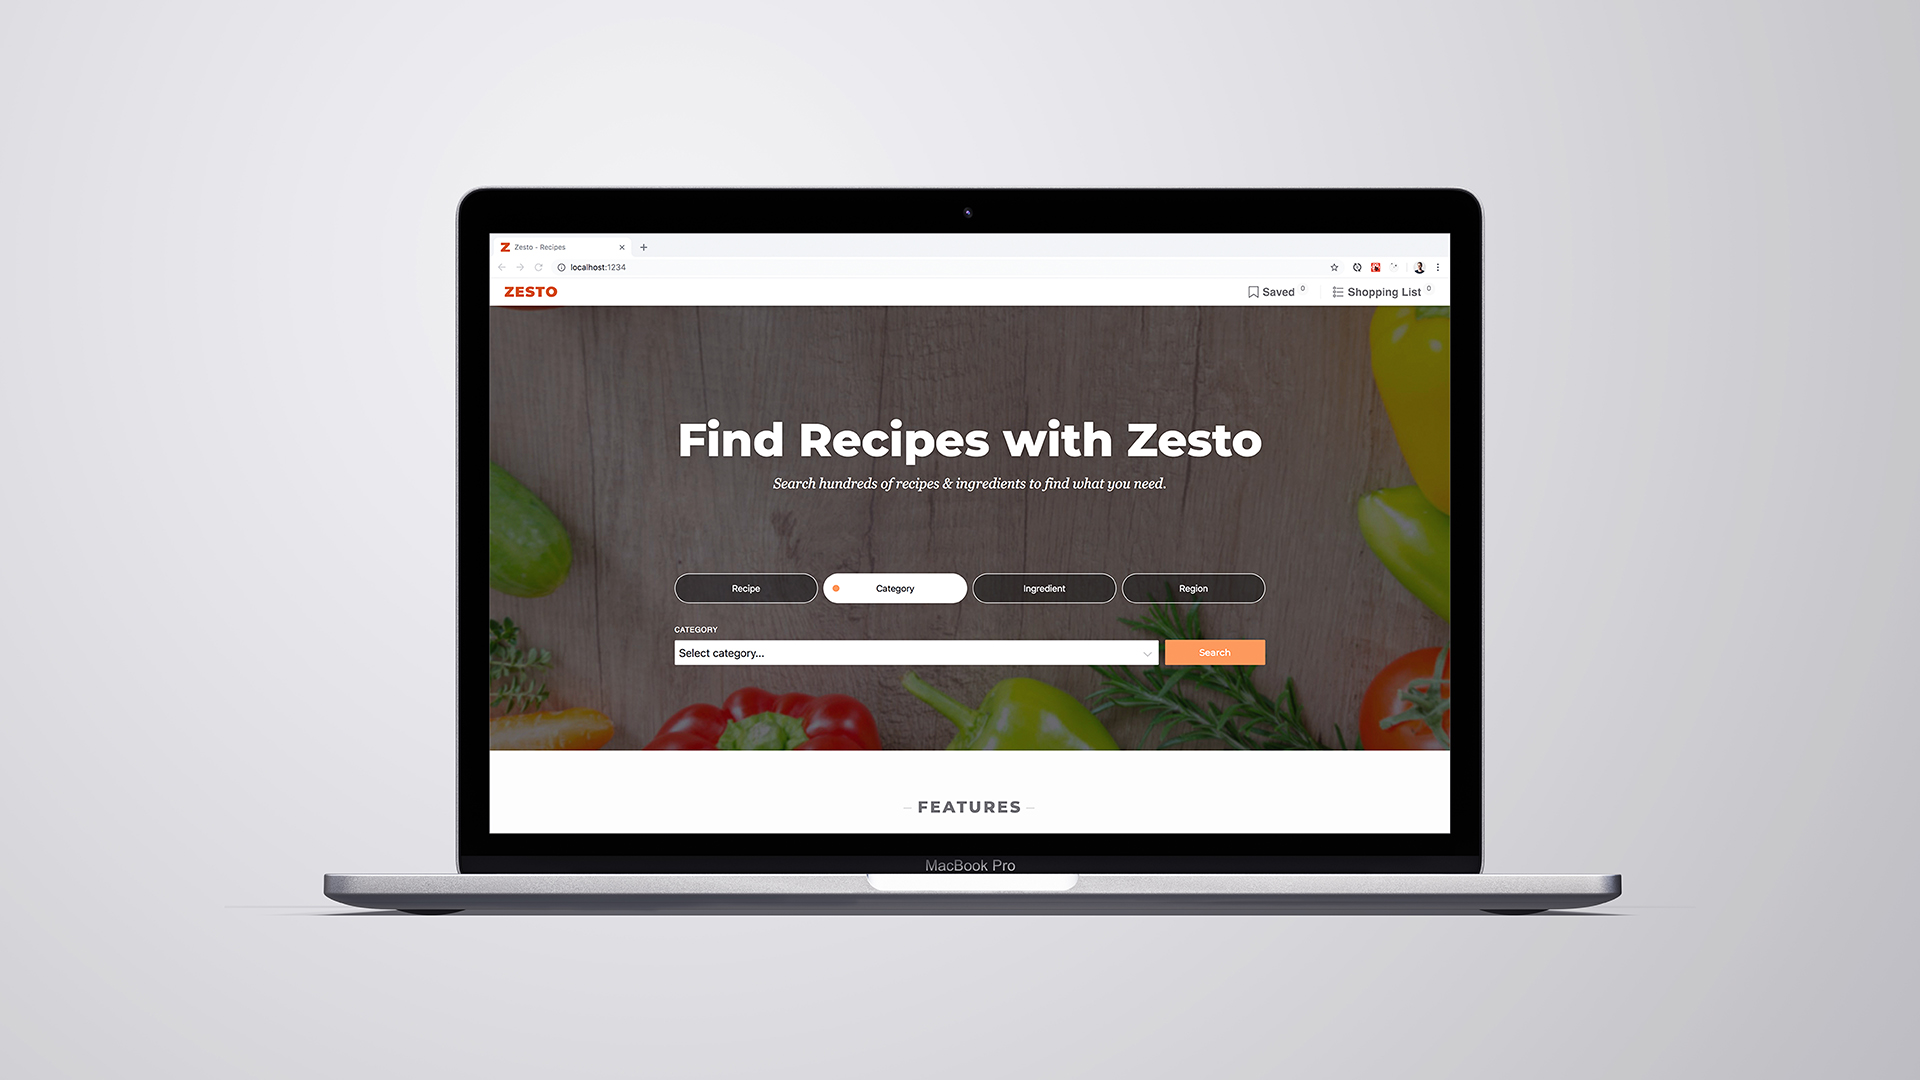 Z Zesto - Recipes
localhost:1234
ZESTO
Saved 0
Shopping List 0
Find Recipes with Zesto
Search hundreds of recipes & ingredients to find what you need.
Recipe
Category
Ingredient
Region
CATEGORY
Select category...
Search
FEATURES
MacBook Pro